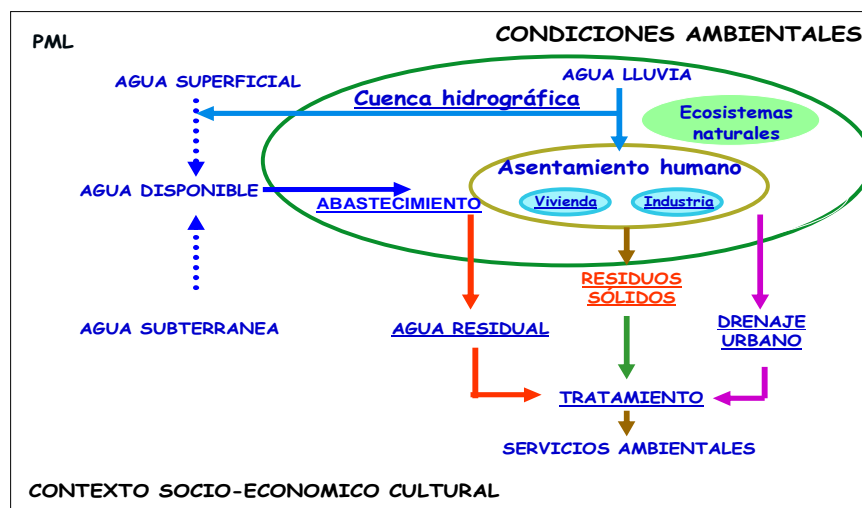 CONDICIONES AMBIENTALES
PML
AGUA SUPERFICIAL
AGUA LLUVIA
Cuenca hidrográfica
Ecosistemas
naturales
Asentamiento humano
AGUA DISPONIBLE
ABASTECIMIENTO
Vivienda
Industria
RESIDUOS
SÓLIDOS
AGUA SUBTERRANEA
AGUA RESIDUAL
DRENAJE
URBANO
TRATAMIENTO
SERVICIOS AMBIENTALES
CONTEXTO SOCIO-ECONOMICO CULTURAL